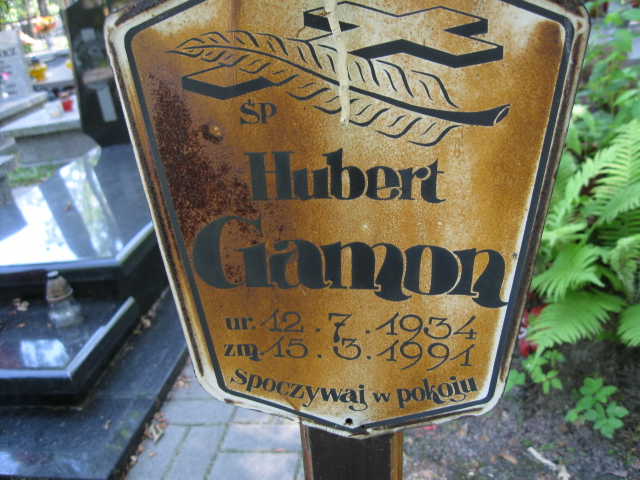 ŚP
Hubert
Gamon
ur. 12.7.1934
zm. 15.3.1991
spoczywaj w pokoju